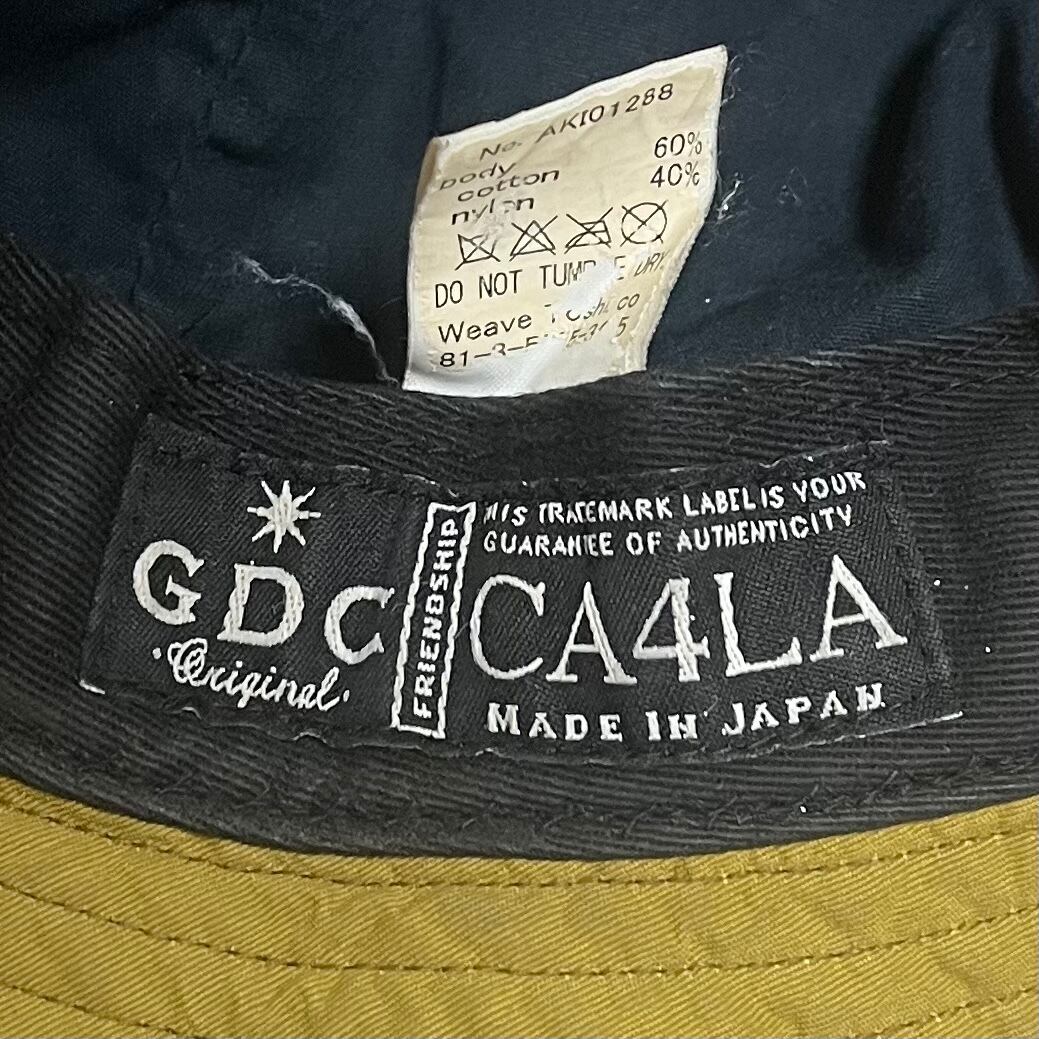 No. AKI01288
body
cotton 60%
nylon 40%
DO NOT TUMBLE DRY.
Weave co
GDC
Original
FRIENDSHIP
THIS TRADEMARK LABEL IS YOUR
GUARANTEE OF AUTHENTICITY
CA4LA
MADE IN JAPAN